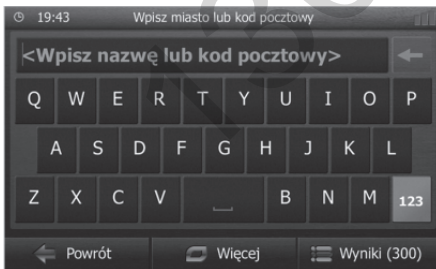 19:43 Wpisz miasto lub kod pocztowy
<Wpisz nazwę lub kod pocztowy>
Q W E R T Y U I O P
A S D F G H J K L
Z X C V B N M 123
Powrót Więcej Wyniki (300)